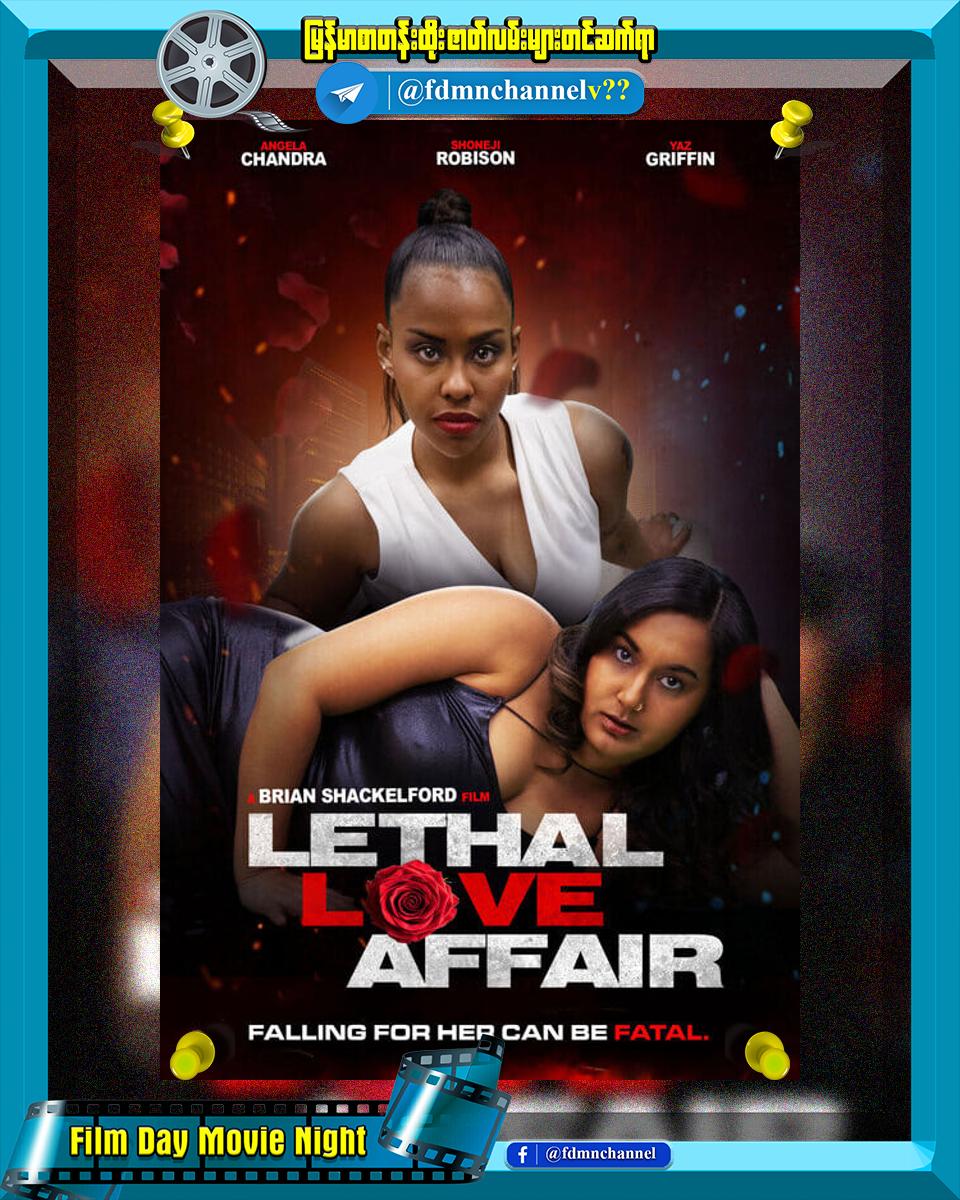 မြန်မာစာတန်းထိုးဇာတ်လမ်းများတင်ဆက်ရာ
@fdmnchannelv??
ANGELA
CHANDRA
SHONEJI
ROBISON
YAZ
GRIFFIN
A BRIAN SHACKELFORD FILM
LETHAL
LOVE
AFFAIR
FALLING FOR HER CAN BE FATAL.
Film Day Movie Night
@fdmnchannel